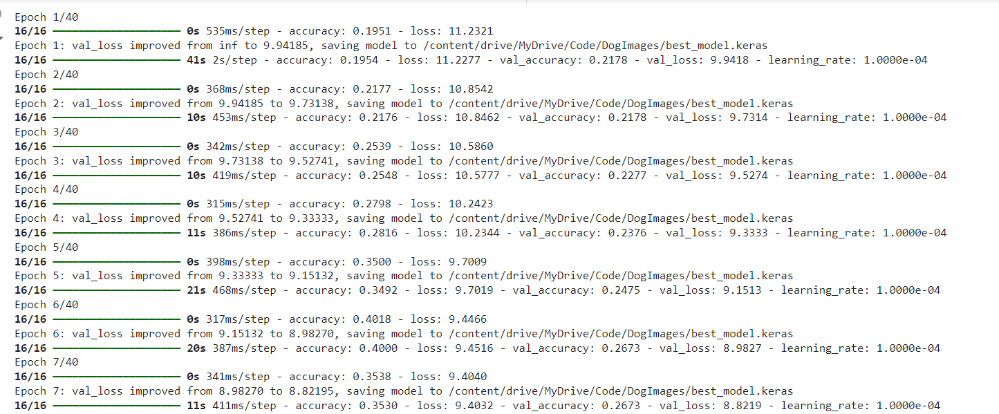 Epoch 1/40
16/16 ━━━━━━━━━━━━━━━━━━━━ 0s 535ms/step - accuracy: 0.1951 - loss: 11.2321
Epoch 1: val_loss improved from inf to 9.94185, saving model to /content/drive/MyDrive/Code/DogImages/best_model.keras
16/16 ━━━━━━━━━━━━━━━━━━━━ 41s 2s/step - accuracy: 0.1954 - loss: 11.2277 - val_accuracy: 0.2178 - val_loss: 9.9418 - learning_rate: 1.0000e-04
Epoch 2/40
16/16 ━━━━━━━━━━━━━━━━━━━━ 0s 368ms/step - accuracy: 0.2177 - loss: 10.8542
Epoch 2: val_loss improved from 9.94185 to 9.73138, saving model to /content/drive/MyDrive/Code/DogImages/best_model.keras
16/16 ━━━━━━━━━━━━━━━━━━━━ 10s 453ms/step - accuracy: 0.2176 - loss: 10.8462 - val_accuracy: 0.2178 - val_loss: 9.7314 - learning_rate: 1.0000e-04
Epoch 3/40
16/16 ━━━━━━━━━━━━━━━━━━━━ 0s 342ms/step - accuracy: 0.2539 - loss: 10.5860
Epoch 3: val_loss improved from 9.73138 to 9.52741, saving model to /content/drive/MyDrive/Code/DogImages/best_model.keras
16/16 ━━━━━━━━━━━━━━━━━━━━ 10s 419ms/step - accuracy: 0.2548 - loss: 10.5777 - val_accuracy: 0.2277 - val_loss: 9.5274 - learning_rate: 1.0000e-04
Epoch 4/40
16/16 ━━━━━━━━━━━━━━━━━━━━ 0s 315ms/step - accuracy: 0.2798 - loss: 10.2423
Epoch 4: val_loss improved from 9.52741 to 9.33333, saving model to /content/drive/MyDrive/Code/DogImages/best_model.keras
16/16 ━━━━━━━━━━━━━━━━━━━━ 11s 386ms/step - accuracy: 0.2816 - loss: 10.2344 - val_accuracy: 0.2376 - val_loss: 9.3333 - learning_rate: 1.0000e-04
Epoch 5/40
16/16 ━━━━━━━━━━━━━━━━━━━━ 0s 398ms/step - accuracy: 0.3500 - loss: 9.7009
Epoch 5: val_loss improved from 9.33333 to 9.15132, saving model to /content/drive/MyDrive/Code/DogImages/best_model.keras
16/16 ━━━━━━━━━━━━━━━━━━━━ 21s 468ms/step - accuracy: 0.3492 - loss: 9.7019 - val_accuracy: 0.2475 - val_loss: 9.1513 - learning_rate: 1.0000e-04
Epoch 6/40
16/16 ━━━━━━━━━━━━━━━━━━━━ 0s 317ms/step - accuracy: 0.4018 - loss: 9.4466
Epoch 6: val_loss improved from 9.15132 to 8.98270, saving model to /content/drive/MyDrive/Code/DogImages/best_model.keras
16/16 ━━━━━━━━━━━━━━━━━━━━ 20s 387ms/step - accuracy: 0.4000 - loss: 9.4516 - val_accuracy: 0.2673 - val_loss: 8.9827 - learning_rate: 1.0000e-04
Epoch 7/40
16/16 ━━━━━━━━━━━━━━━━━━━━ 0s 341ms/step - accuracy: 0.3538 - loss: 9.4040
Epoch 7: val_loss improved from 8.98270 to 8.82195, saving model to /content/drive/MyDrive/Code/DogImages/best_model.keras
16/16 ━━━━━━━━━━━━━━━━━━━━ 11s 411ms/step - accuracy: 0.3530 - loss: 9.4032 - val_accuracy: 0.2673 - val_loss: 8.8219 - learning_rate: 1.0000e-04